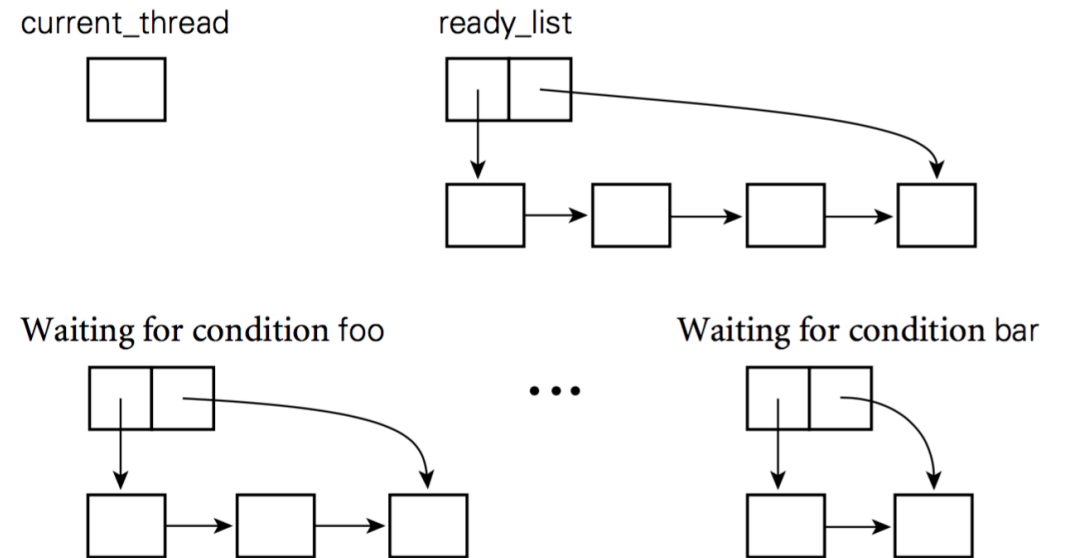 current_thread
ready_list
Waiting for condition foo
Waiting for condition bar